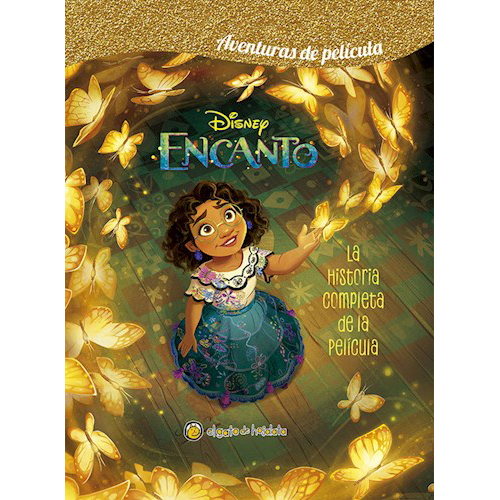 Aventuras de película
Disney
ENCANTO
La
Historia
completa
de la
película
el gato de hojalata